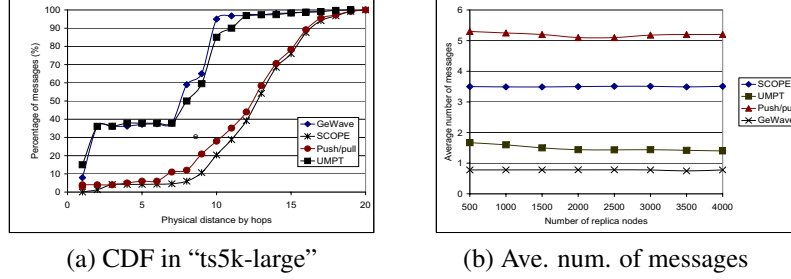 100
90
80
70
60
50
40
30
20
10
0
Percentage of messages (%)
0 5 10 15 20
Physical distance by hops
GeWave
SCOPE
Push/pull
UMPT
(a) CDF in “ts5k-large”
6
5
4
3
2
1
0
Average number of messages
500 1000 1500 2000 2500 3000 3500 4000
Number of replica nodes
SCOPE
UMPT
Push/pu
GeWave
(b) Ave. num. of messages